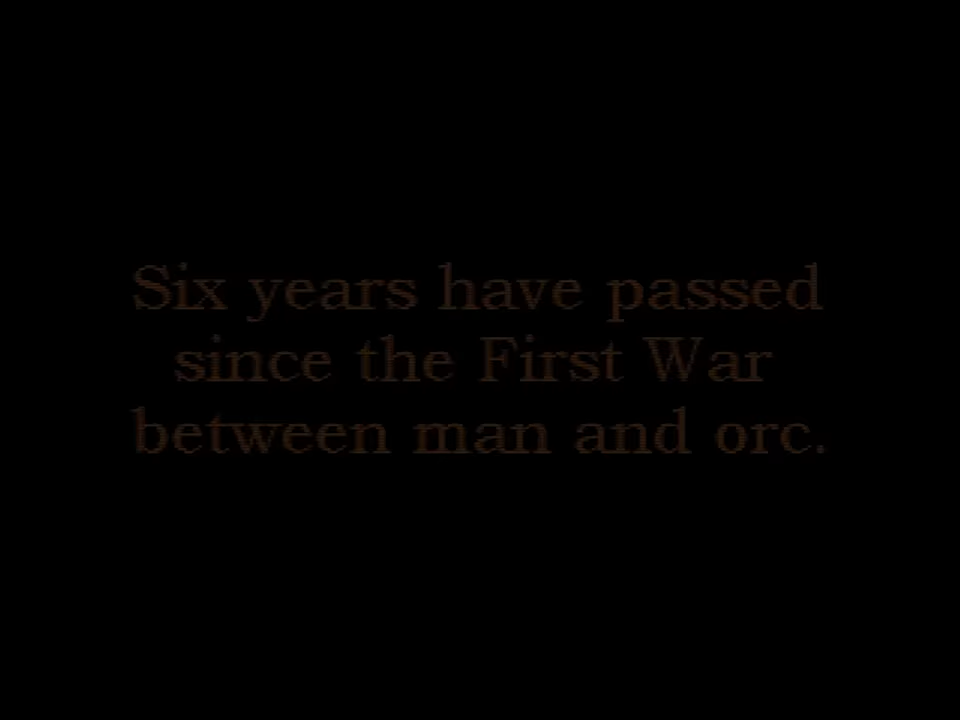 Six years have passed
since the First War
between man and orc.